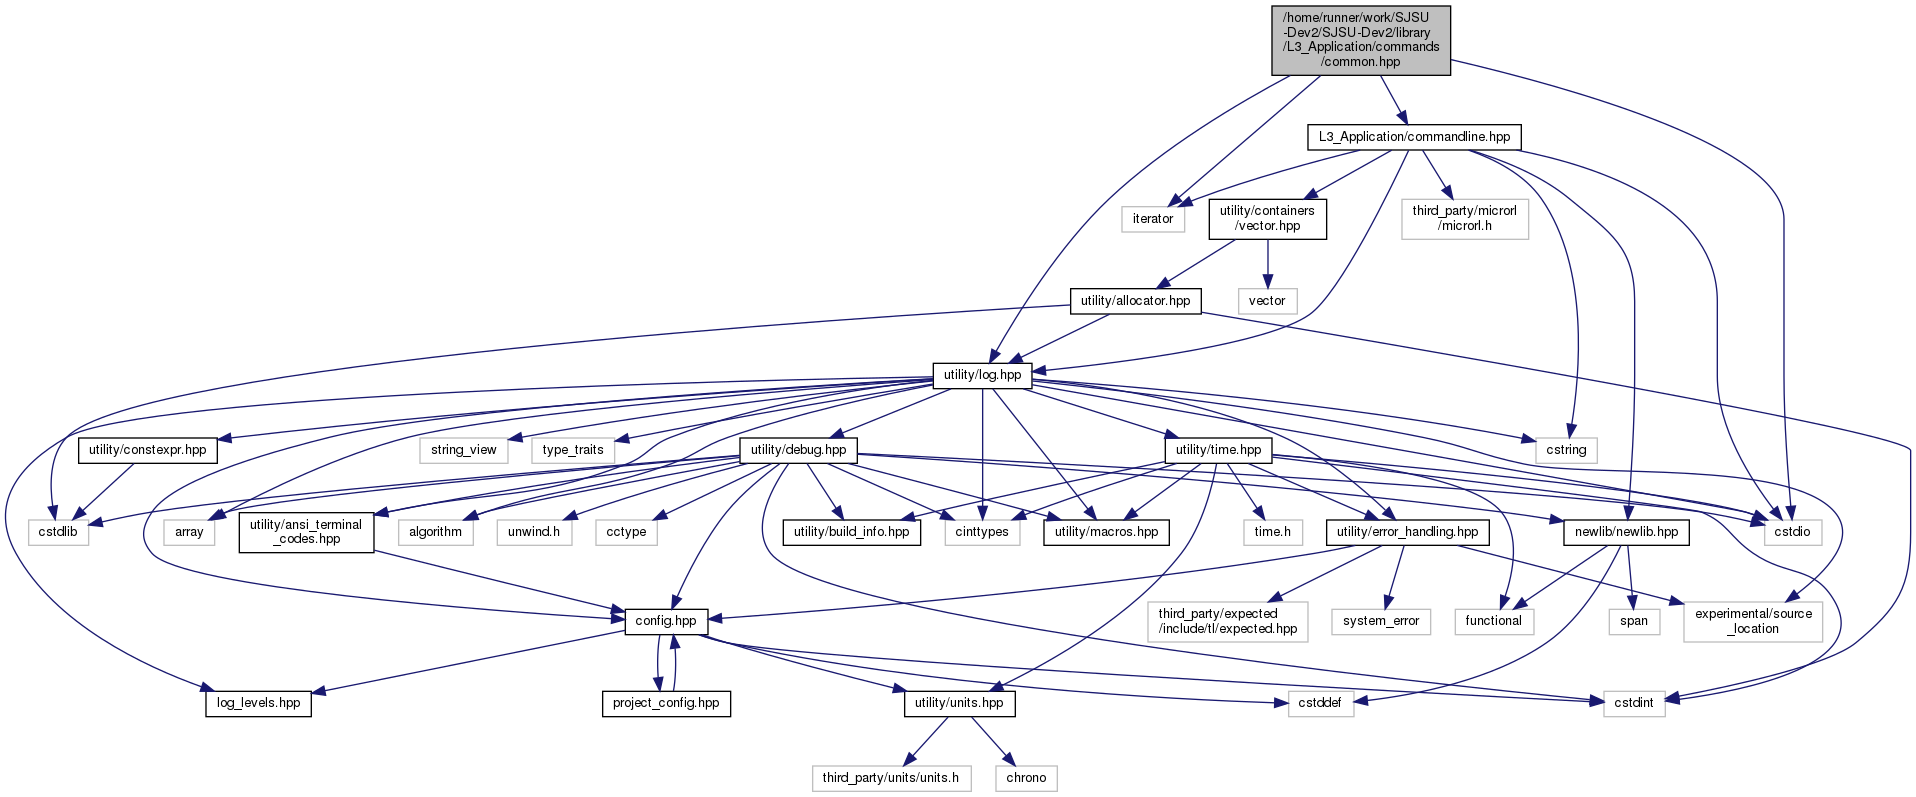 /home/runner/work/SJSU
-Dev2/SJSU-Dev2/library
/L3_Application/commands
/common.hpp
L3_Application/commandline.hpp
iterator
utility/containers
/vector.hpp
third_party/microrl
/microrl.h
utility/allocator.hpp
vector
utility/log.hpp
utility/constexpr.hpp
string_view
type_traits
utility/debug.hpp
utility/time.hpp
cstring
cstdlib
array
utility/ansi_terminal
_codes.hpp
algorithm
unwind.h
cctype
utility/build_info.hpp
cinttypes
utility/macros.hpp
time.h
utility/error_handling.hpp
newlib/newlib.hpp
cstdio
config.hpp
third_party/expected
/include/tl/expected.hpp
system_error
functional
span
experimental/source
_location
log_levels.hpp
project_config.hpp
utility/units.hpp
cstddef
cstdint
third_party/units/units.h
chrono